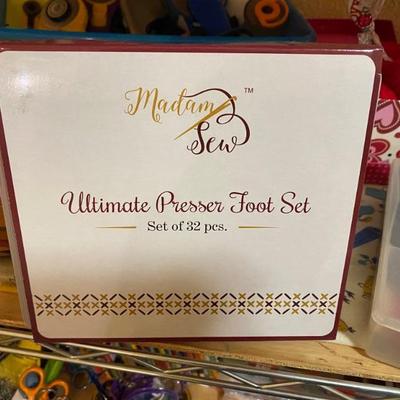 Madam
Sew
™
Ultimate Presser Foot Set
Set of 32 pcs.